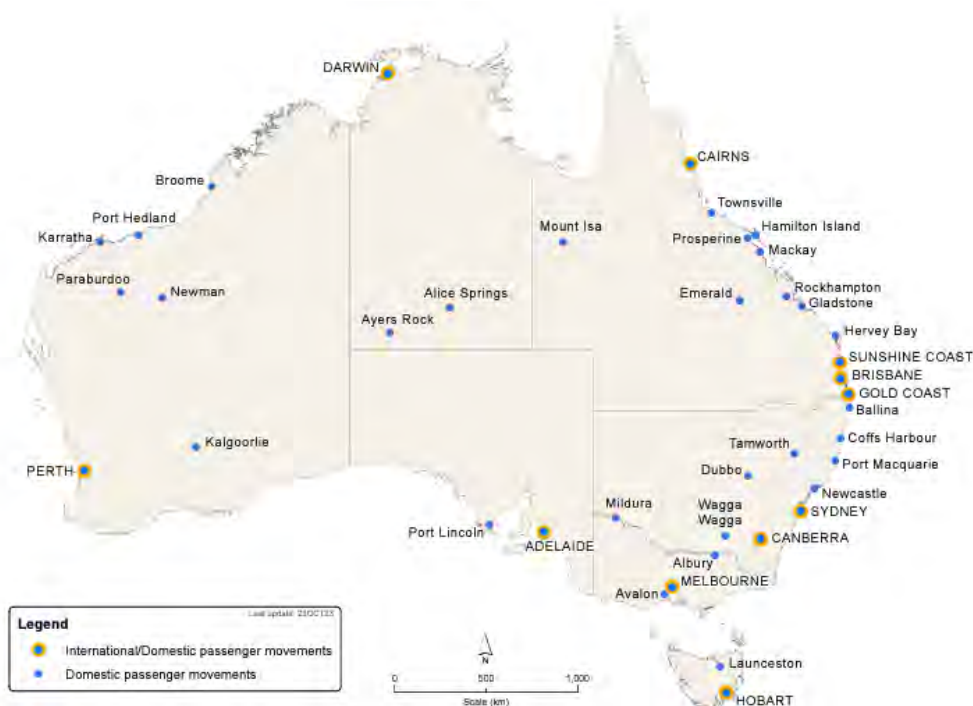 DARWIN
CAIRNS
Broome
Townsville
Port Hedland
Mount Isa
Hamilton Island
Karratha
Prosperine
Mackay
Paraburdoo
Newman
Alice Springs
Emerald
Rockhampton
Gladstone
Ayers Rock
Hervey Bay
SUNSHINE COAST
BRISBANE
GOLD COAST
Ballina
Kalgoorlie
Tamworth
Coffs Harbour
PERTH
Dubbo
Port Macquarie
Mildura
Newcastle
Wagga
Wagga
SYDNEY
Port Lincoln
ADELAIDE
CANBERRA
Albury
MELBOURNE
Avalon
Launceston
HOBART
Last update:
Legend
International/Domestic passenger movements
Domestic passenger movements
N
0 500 1,000
Scale (km)